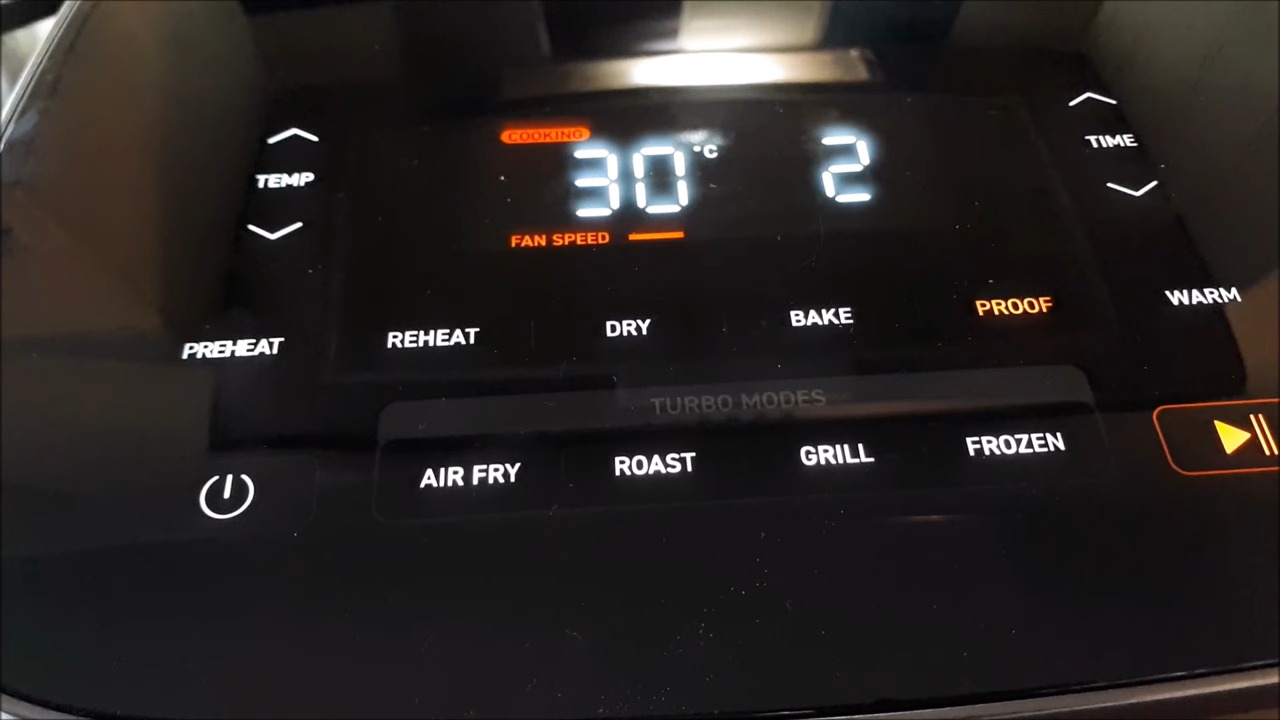 COOKING
30 °C 2
TEMP
TIME
FAN SPEED
PREHEAT
REHEAT
DRY
BAKE
PROOF
WARM
TURBO MODES
AIR FRY
ROAST
GRILL
FROZEN